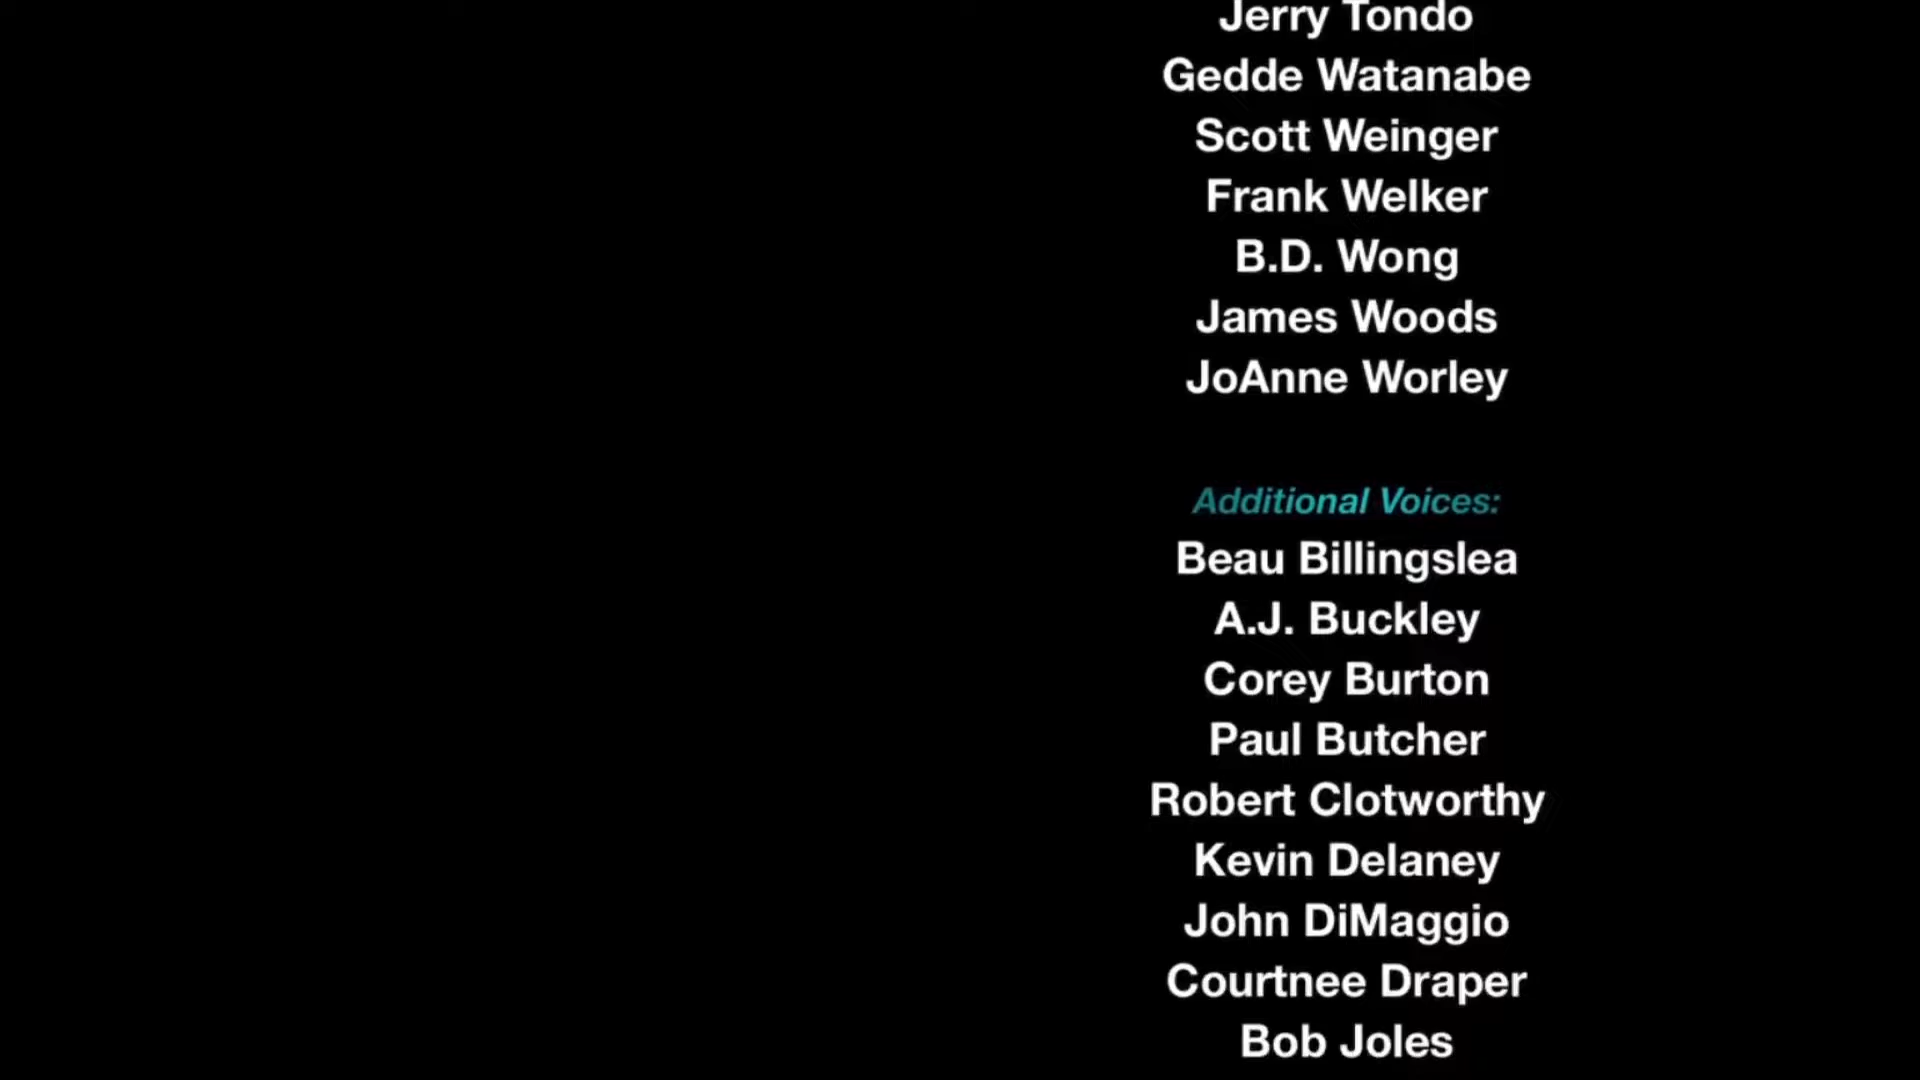 Jerry Tondo
Gedde Watanabe
Scott Weinger
Frank Welker
B.D. Wong
James Woods
JoAnne Worley
Additional Voices:
Beau Billingslea
A.J. Buckley
Corey Burton
Paul Butcher
Robert Clotworthy
Kevin Delaney
John DiMaggio
Courtnee Draper
Bob Joles